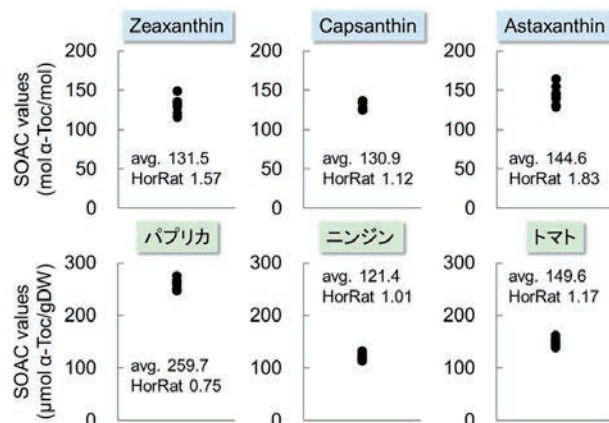 Zeaxanthin
Capsanthin
Astaxanthin
SOAC values
(mol α-Toc/mol)
200
150
100
50
0
avg. 131.5
HorRat 1.57
200
150
100
50
0
avg. 130.9
HorRat 1.12
200
150
100
50
0
avg. 144.6
HorRat 1.83
パプリカ
ニンジン
トマト
SOAC values
(μmol α-Toc/gDW)
300
200
100
0
avg. 259.7
HorRat 0.75
300
200
100
0
avg. 121.4
HorRat 1.01
300
200
100
0
avg. 149.6
HorRat 1.17